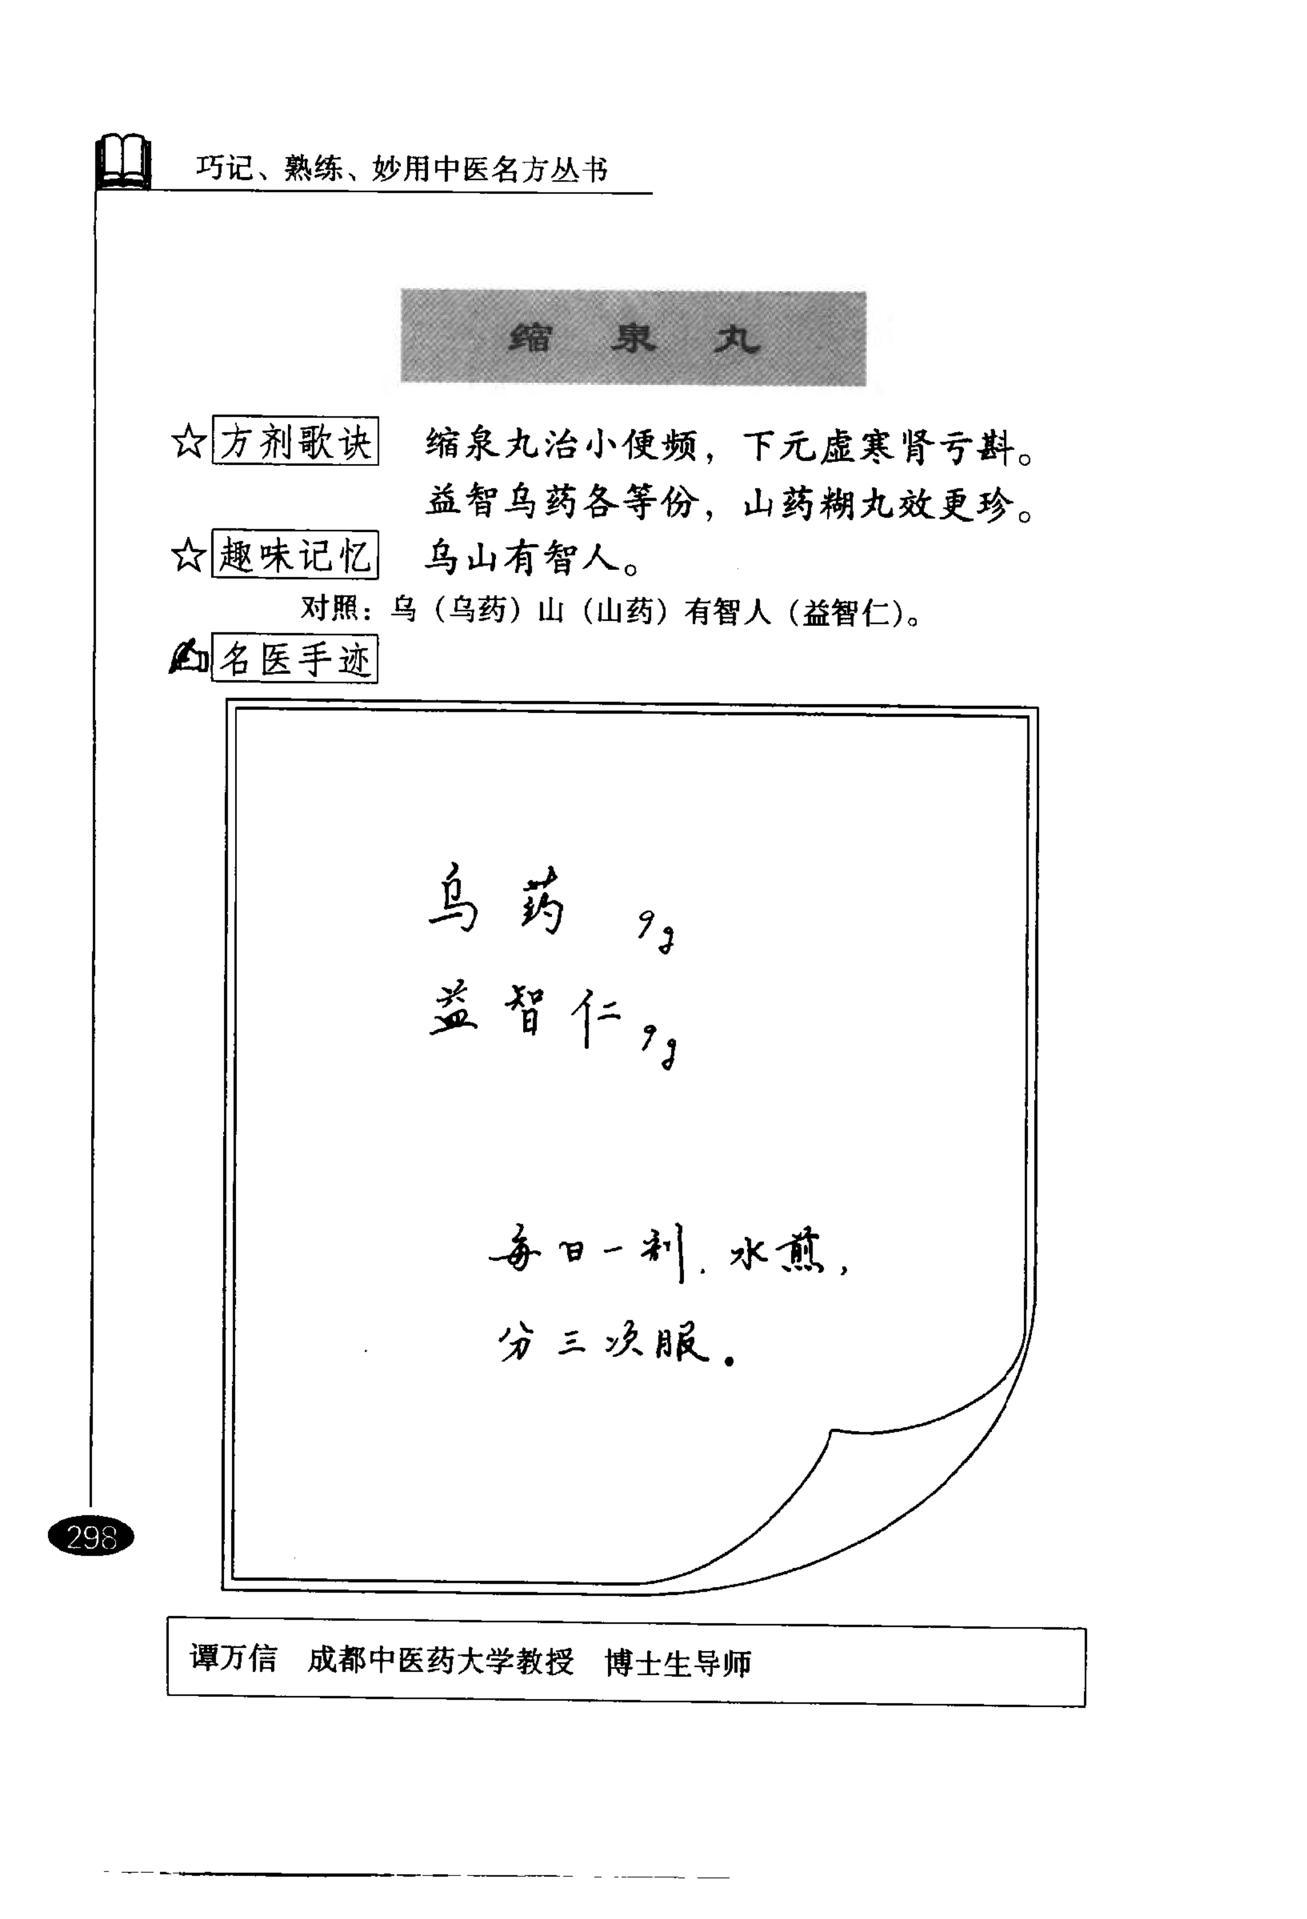 巧记、熟练、妙用中医名方丛书
缩泉丸
☆方剂歌诀 缩泉丸治小便频，下元虚寒肾亏斟。
益智乌药各等份，山药糊丸效更珍。
☆趣味记忆 乌山有智人。
对照：乌（乌药）山（山药）有智人（益智仁）。
名医手迹
乌药 9g
益智仁 9g
每日一剂．水煎，
分三次服.
298
谭万信 成都中医药大学教授 博士生导师